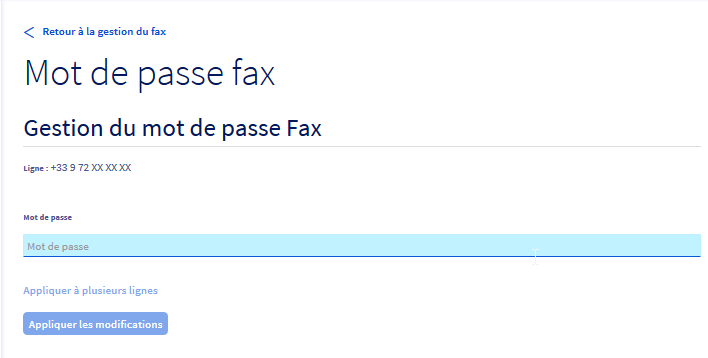 Retour à la gestion du fax
Mot de passe fax
Gestion du mot de passe Fax
Ligne : +33 9 72 XX XX XX
Mot de passe
Mot de passe
Appliquer à plusieurs lignes
Appliquer les modifications